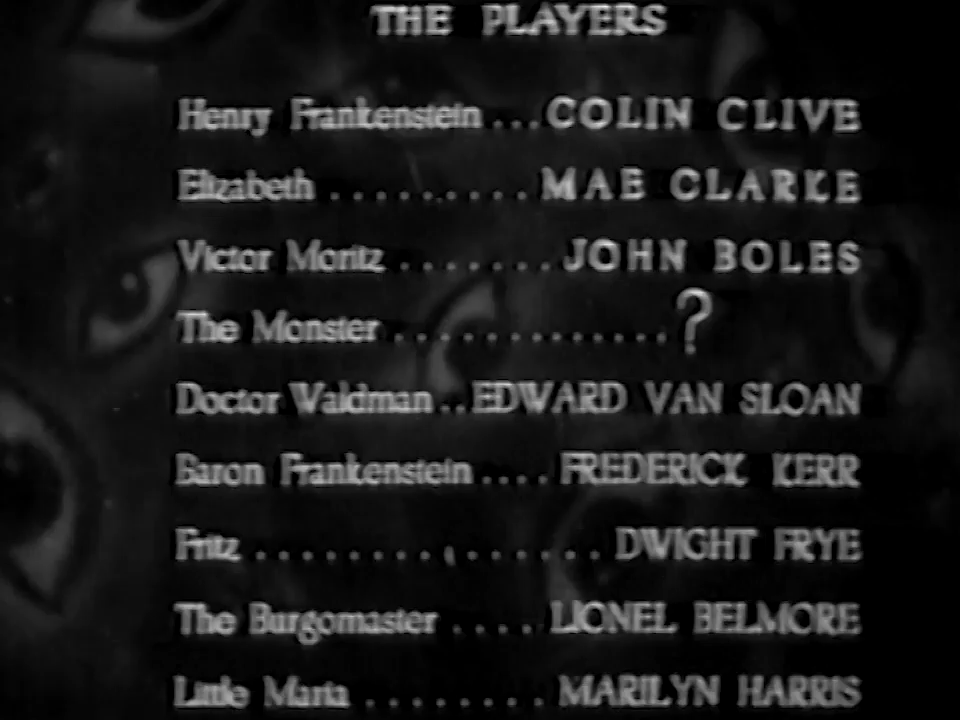 THE PLAYERS
Henry Frankenstein...COLIN CLIVE
Elizabeth..........MAE CLARKE
Victor Moritz........JOHN BOLES
The Monster..............?
Doctor Waldman..EDWARD VAN SLOAN
Baron Frankenstein....FREDERICK KERR
Fritz..................DWIGHT FRYE
The Burgomaster.....LIONEL BELMORE
Little Maria.........MARILYN HARRIS